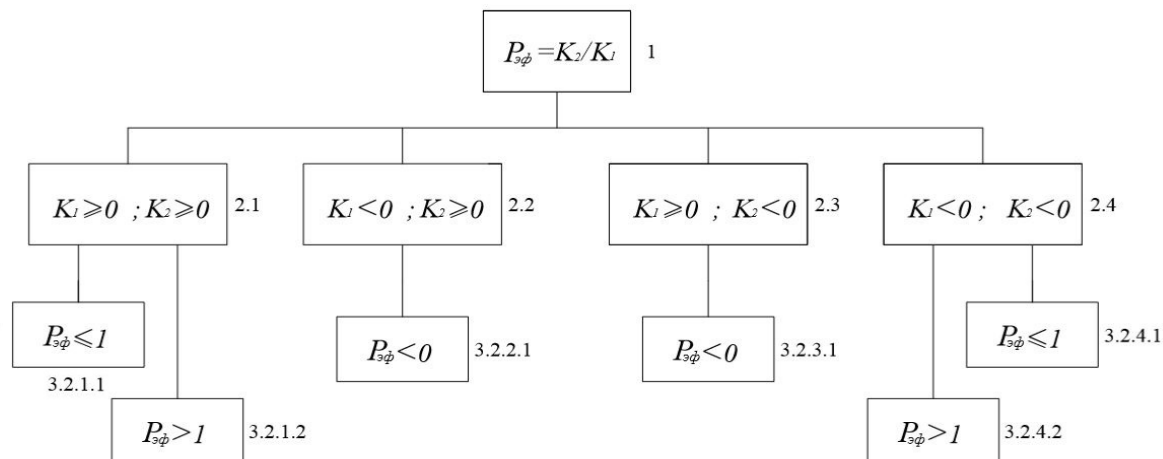 Pэф=K2/K1 1
K1⩾0 ; K2⩾0 2.1
K1<0 ; K2⩾0 2.2
K1⩾0 ; K2<0 2.3
K1<0 ; K2<0 2.4
Pэф⩽1
3.2.1.1
Pэф<0 3.2.2.1
Pэф<0 3.2.3.1
Pэф⩽1 3.2.4.1
Pэф>1 3.2.1.2
Pэф>1 3.2.4.2